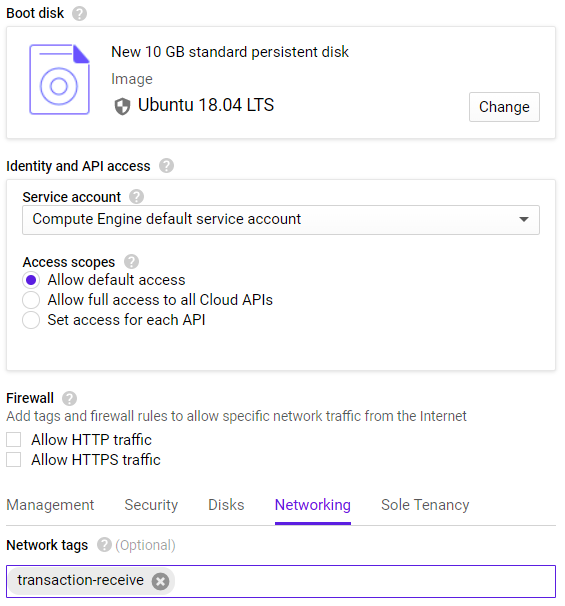 Boot disk ?
New 10 GB standard persistent disk
Image
Ubuntu 18.04 LTS
Change
Identity and API access ?
Service account ?
Compute Engine default service account
Access scopes ?
Allow default access
Allow full access to all Cloud APIs
Set access for each API
Firewall ?
Add tags and firewall rules to allow specific network traffic from the Internet
Allow HTTP traffic
Allow HTTPS traffic
Management Security Disks Networking Sole Tenancy
Network tags ? (Optional)
transaction-receive